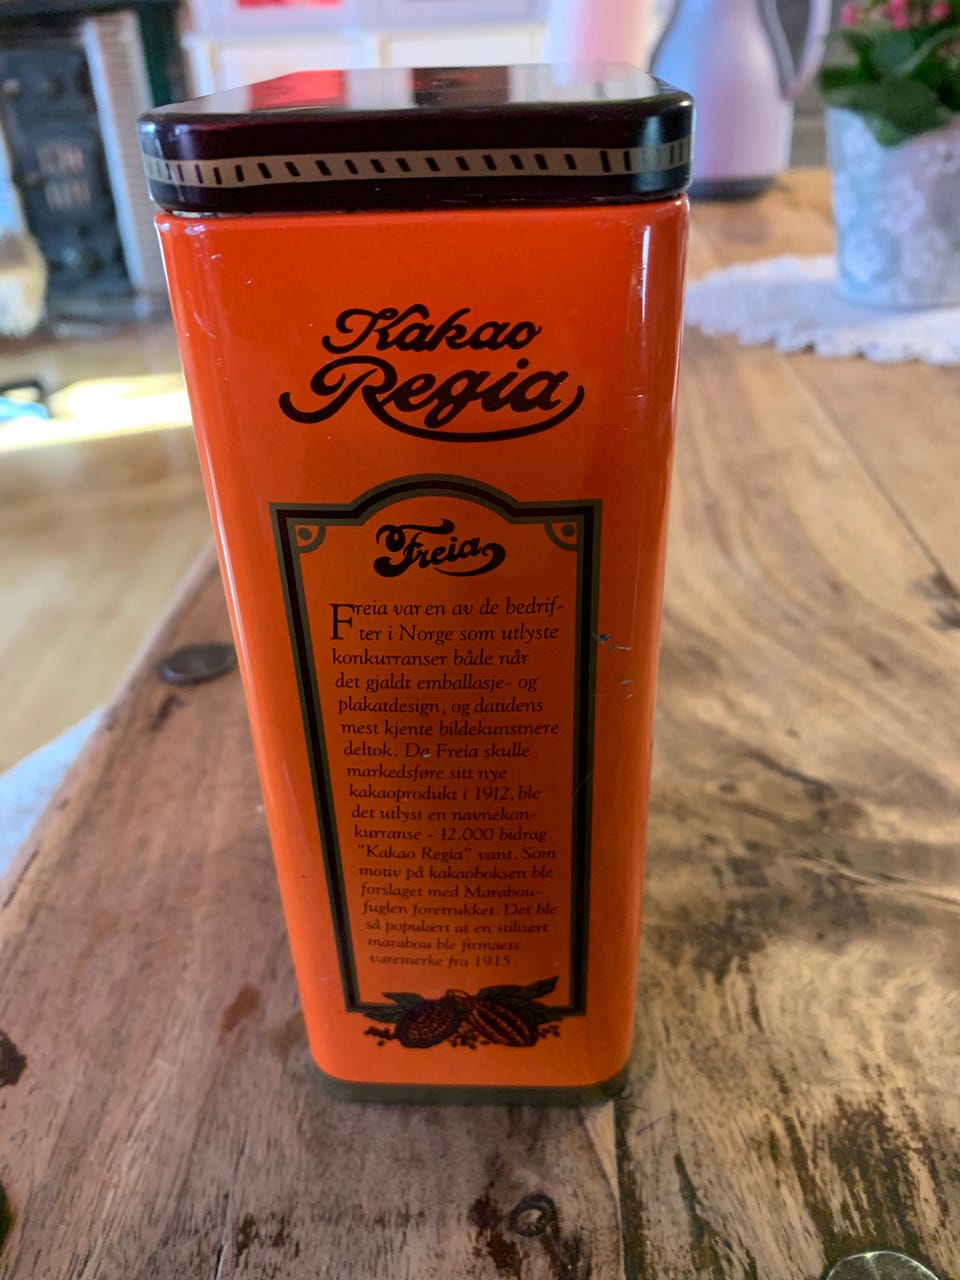 Kakao
Regia
Freia
Freia var en av de bedrif-
ter i Norge som utlyste
konkurranser både når
det gjaldt emballasje- og
plakatdesign, og datidens
mest kjente bildekunstnere
deltok. Da Freia skulle
markedsføre sitt nye
kakaoprodukt i 1912, ble
det utlyst en navnekon-
kurranse - 12.000 bidrag.
"Kakao Regia" vant. Som
motiv på kakaoboksen ble
forslaget med Marabou-
fuglen foretrukket. Det ble
så populært at en stilisert
marabou ble firmaets
varemerke fra 1915